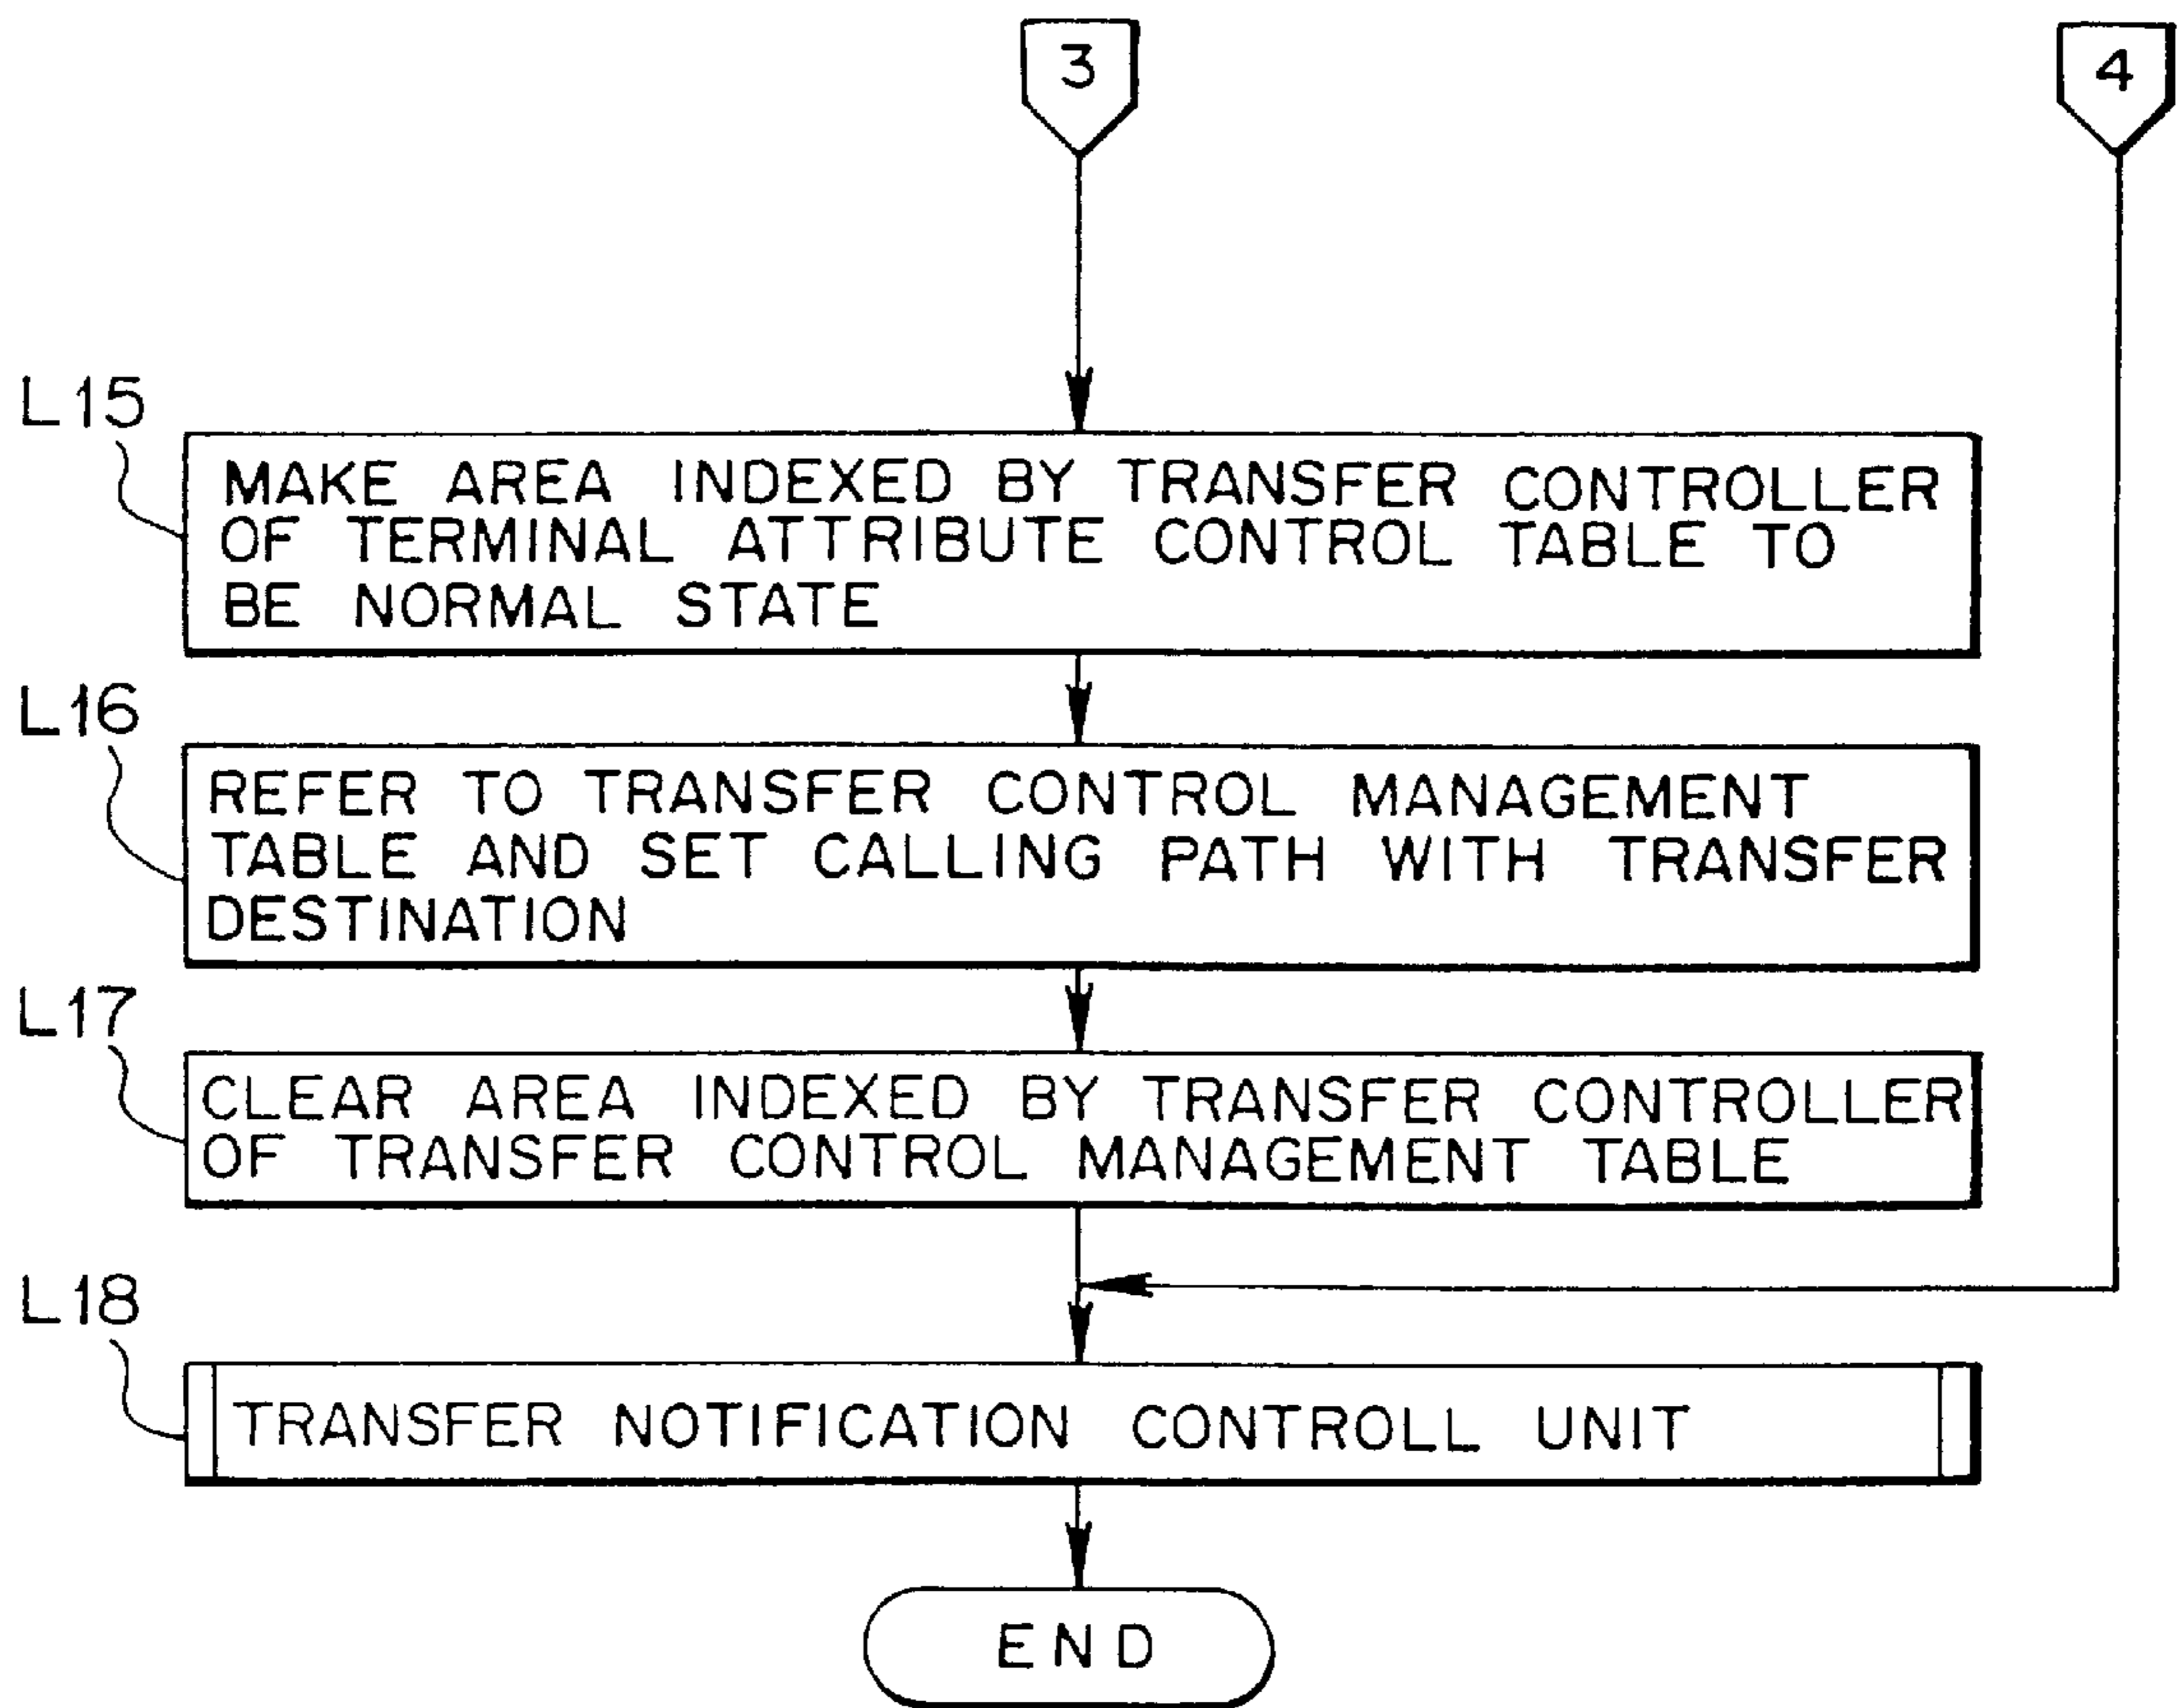 3
4
L15
MAKE AREA INDEXED BY TRANSFER CONTROLLER
OF TERMINAL ATTRIBUTE CONTROL TABLE TO
BE NORMAL STATE
L16
REFER TO TRANSFER CONTROL MANAGEMENT
TABLE AND SET CALLING PATH WITH TRANSFER
DESTINATION
L17
CLEAR AREA INDEXED BY TRANSFER CONTROLLER
OF TRANSFER CONTROL MANAGEMENT TABLE
L18
TRANSFER NOTIFICATION CONTROLL UNIT
END